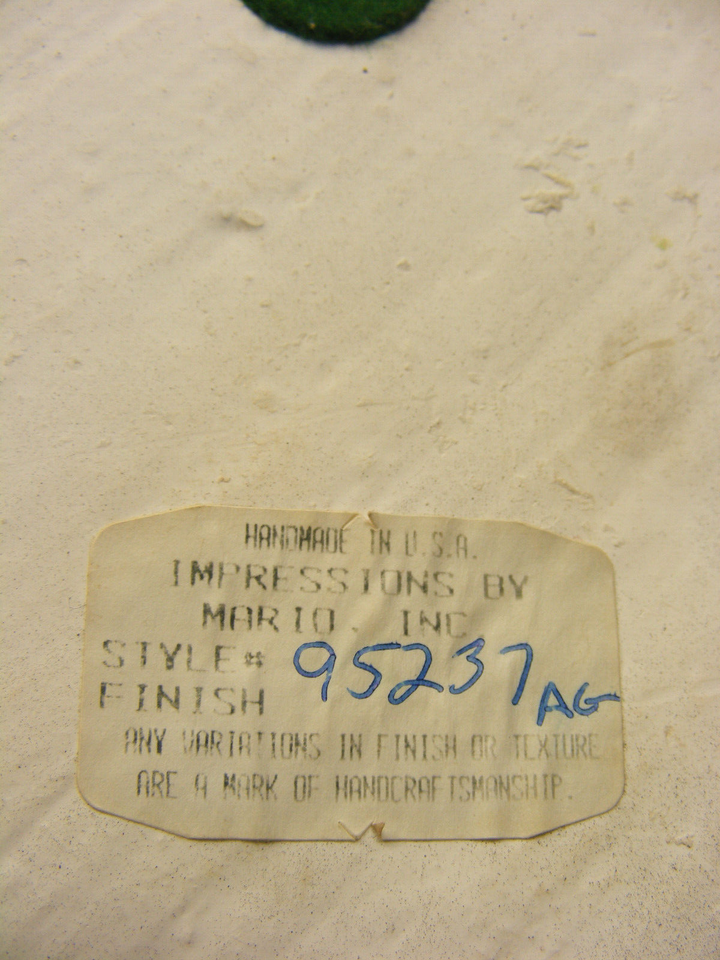 HANDMADE IN U.S.A.
IMPRESSIONS BY
MARIO, INC
STYLE# 95237 AG
FINISH
ANY VARIATIONS IN FINISH OR TEXTURE
ARE A MARK OF HANDCRAFTSMANSHIP.